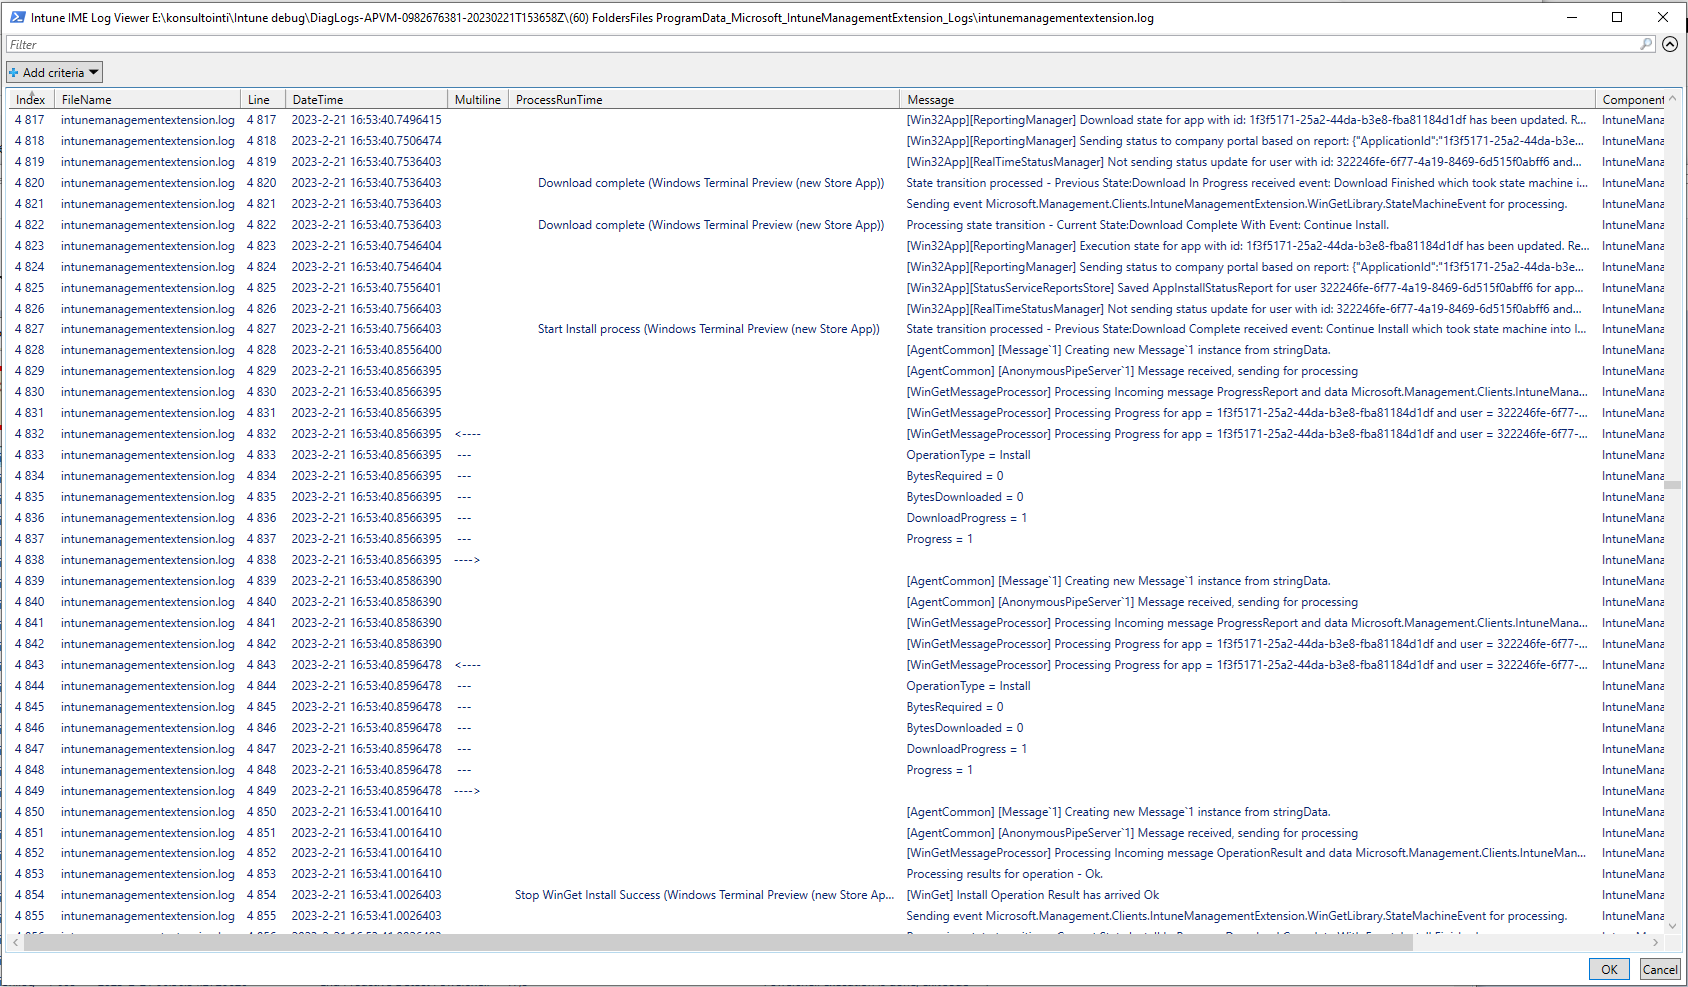 Intune IME Log Viewer E:\konsultointi\Intune debug\DiagLogs-APVM-0982676381-20230221T153658Z\(60) FoldersFiles ProgramData_Microsoft_IntuneManagementExtension_Logs\intunemanagementextension.log
Filter
Add criteria
Index FileName Line DateTime Multiline ProcessRunTime Message Component
4 817 intunemanagementextension.log 4 817 2023-2-21 16:53:40.7496415 [Win32App][ReportingManager] Download state for app with id: 1f3f5171-25a2-44da-b3e8-fba81184d1df has been updated. R... IntuneMana
4 818 intunemanagementextension.log 4 818 2023-2-21 16:53:40.7506474 [Win32App][ReportingManager] Sending status to company portal based on report: {"ApplicationId":"1f3f5171-25a2-44da-b3e... IntuneMana
4 819 intunemanagementextension.log 4 819 2023-2-21 16:53:40.7536403 [Win32App][RealTimeStatusManager] Not sending status update for user with id: 322246fe-6f77-4a19-8469-6d515f0abff6 and... IntuneMana
4 820 intunemanagementextension.log 4 820 2023-2-21 16:53:40.7536403 Download complete (Windows Terminal Preview (new Store App)) State transition processed - Previous State:Download In Progress received event: Download Finished which took state machine i... IntuneMana
4 821 intunemanagementextension.log 4 821 2023-2-21 16:53:40.7536403 Sending event Microsoft.Management.Clients.IntuneManagementExtension.WinGetLibrary.StateMachineEvent for processing. IntuneMana
4 822 intunemanagementextension.log 4 822 2023-2-21 16:53:40.7536403 Download complete (Windows Terminal Preview (new Store App)) Processing state transition - Current State:Download Complete With Event: Continue Install. IntuneMana
4 823 intunemanagementextension.log 4 823 2023-2-21 16:53:40.7546404 [Win32App][ReportingManager] Execution state for app with id: 1f3f5171-25a2-44da-b3e8-fba81184d1df has been updated. Re... IntuneMana
4 824 intunemanagementextension.log 4 824 2023-2-21 16:53:40.7546404 [Win32App][ReportingManager] Sending status to company portal based on report: {"ApplicationId":"1f3f5171-25a2-44da-b3e... IntuneMana
4 825 intunemanagementextension.log 4 825 2023-2-21 16:53:40.7556401 [Win32App][StatusServiceReportsStore] Saved AppInstallStatusReport for user 322246fe-6f77-4a19-8469-6d515f0abff6 for app... IntuneMana
4 826 intunemanagementextension.log 4 826 2023-2-21 16:53:40.7566403 [Win32App][RealTimeStatusManager] Not sending status update for user with id: 322246fe-6f77-4a19-8469-6d515f0abff6 and... IntuneMana
4 827 intunemanagementextension.log 4 827 2023-2-21 16:53:40.7566403 Start Install process (Windows Terminal Preview (new Store App)) State transition processed - Previous State:Download Complete received event: Continue Install which took state machine into I... IntuneMana
4 828 intunemanagementextension.log 4 828 2023-2-21 16:53:40.8556400 [AgentCommon] [Message`1] Creating new Message`1 instance from stringData. IntuneMana
4 829 intunemanagementextension.log 4 829 2023-2-21 16:53:40.8566395 [AgentCommon] [AnonymousPipeServer`1] Message received, sending for processing IntuneMana
4 830 intunemanagementextension.log 4 830 2023-2-21 16:53:40.8566395 [WinGetMessageProcessor] Processing Incoming message ProgressReport and data Microsoft.Management.Clients.IntuneMana... IntuneMana
4 831 intunemanagementextension.log 4 831 2023-2-21 16:53:40.8566395 [WinGetMessageProcessor] Processing Progress for app = 1f3f5171-25a2-44da-b3e8-fba81184d1df and user = 322246fe-6f77-... IntuneMana
4 832 intunemanagementextension.log 4 832 2023-2-21 16:53:40.8566395 <---- [WinGetMessageProcessor] Processing Progress for app = 1f3f5171-25a2-44da-b3e8-fba81184d1df and user = 322246fe-6f77-... IntuneMana
4 833 intunemanagementextension.log 4 833 2023-2-21 16:53:40.8566395 --- OperationType = Install IntuneMana
4 834 intunemanagementextension.log 4 834 2023-2-21 16:53:40.8566395 --- BytesRequired = 0 IntuneMana
4 835 intunemanagementextension.log 4 835 2023-2-21 16:53:40.8566395 --- BytesDownloaded = 0 IntuneMana
4 836 intunemanagementextension.log 4 836 2023-2-21 16:53:40.8566395 --- DownloadProgress = 1 IntuneMana
4 837 intunemanagementextension.log 4 837 2023-2-21 16:53:40.8566395 --- Progress = 1 IntuneMana
4 838 intunemanagementextension.log 4 838 2023-2-21 16:53:40.8566395 ----> IntuneMana
4 839 intunemanagementextension.log 4 839 2023-2-21 16:53:40.8586390 [AgentCommon] [Message`1] Creating new Message`1 instance from stringData. IntuneMana
4 840 intunemanagementextension.log 4 840 2023-2-21 16:53:40.8586390 [AgentCommon] [AnonymousPipeServer`1] Message received, sending for processing IntuneMana
4 841 intunemanagementextension.log 4 841 2023-2-21 16:53:40.8586390 [WinGetMessageProcessor] Processing Incoming message ProgressReport and data Microsoft.Management.Clients.IntuneMana... IntuneMana
4 842 intunemanagementextension.log 4 842 2023-2-21 16:53:40.8586390 [WinGetMessageProcessor] Processing Progress for app = 1f3f5171-25a2-44da-b3e8-fba81184d1df and user = 322246fe-6f77-... IntuneMana
4 843 intunemanagementextension.log 4 843 2023-2-21 16:53:40.8596478 <---- [WinGetMessageProcessor] Processing Progress for app = 1f3f5171-25a2-44da-b3e8-fba81184d1df and user = 322246fe-6f77-... IntuneMana
4 844 intunemanagementextension.log 4 844 2023-2-21 16:53:40.8596478 --- OperationType = Install IntuneMana
4 845 intunemanagementextension.log 4 845 2023-2-21 16:53:40.8596478 --- BytesRequired = 0 IntuneMana
4 846 intunemanagementextension.log 4 846 2023-2-21 16:53:40.8596478 --- BytesDownloaded = 0 IntuneMana
4 847 intunemanagementextension.log 4 847 2023-2-21 16:53:40.8596478 --- DownloadProgress = 1 IntuneMana
4 848 intunemanagementextension.log 4 848 2023-2-21 16:53:40.8596478 --- Progress = 1 IntuneMana
4 849 intunemanagementextension.log 4 849 2023-2-21 16:53:40.8596478 ----> IntuneMana
4 850 intunemanagementextension.log 4 850 2023-2-21 16:53:41.0016410 [AgentCommon] [Message`1] Creating new Message`1 instance from stringData. IntuneMana
4 851 intunemanagementextension.log 4 851 2023-2-21 16:53:41.0016410 [AgentCommon] [AnonymousPipeServer`1] Message received, sending for processing IntuneMana
4 852 intunemanagementextension.log 4 852 2023-2-21 16:53:41.0016410 [WinGetMessageProcessor] Processing Incoming message OperationResult and data Microsoft.Management.Clients.IntuneMan... IntuneMana
4 853 intunemanagementextension.log 4 853 2023-2-21 16:53:41.0016410 Processing results for operation - Ok. IntuneMana
4 854 intunemanagementextension.log 4 854 2023-2-21 16:53:41.0026403 Stop WinGet Install Success (Windows Terminal Preview (new Store Ap... [WinGet] Install Operation Result has arrived Ok IntuneMana
4 855 intunemanagementextension.log 4 855 2023-2-21 16:53:41.0026403 Sending event Microsoft.Management.Clients.IntuneManagementExtension.WinGetLibrary.StateMachineEvent for processing. IntuneMana
OK Cancel